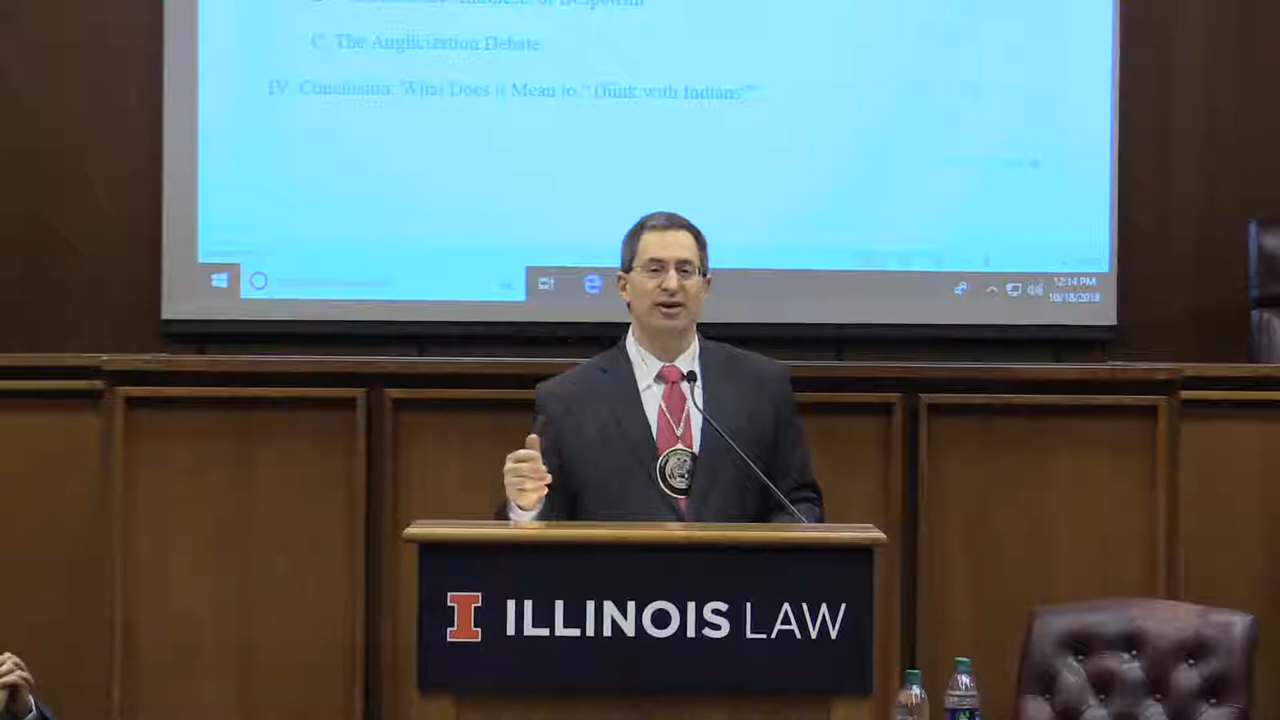 C. The Anglicization Debate
IV. Conclusion: What Does it Mean to "Think with Indians?"
12:14 PM
10/18/2018
I ILLINOIS LAW